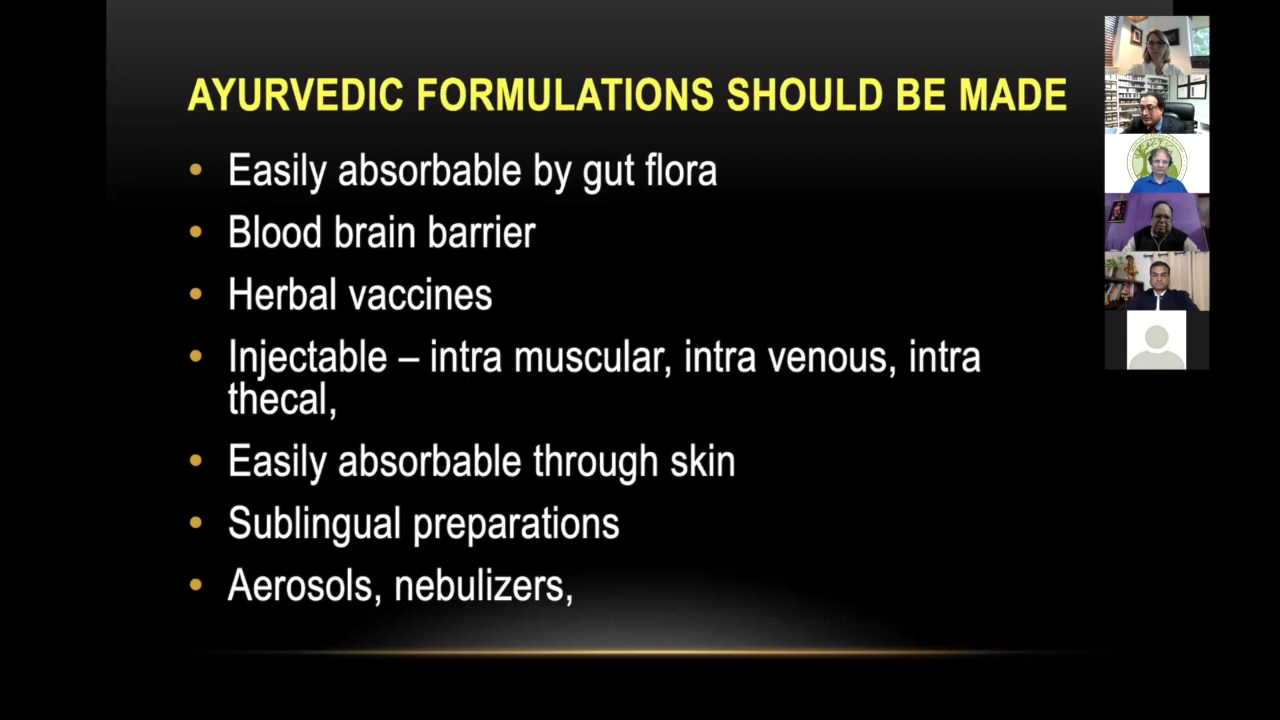 AYURVEDIC FORMULATIONS SHOULD BE MADE
• Easily absorbable by gut flora
• Blood brain barrier
• Herbal vaccines
• Injectable – intra muscular, intra venous, intra
thecal,
• Easily absorbable through skin
• Sublingual preparations
• Aerosols, nebulizers,